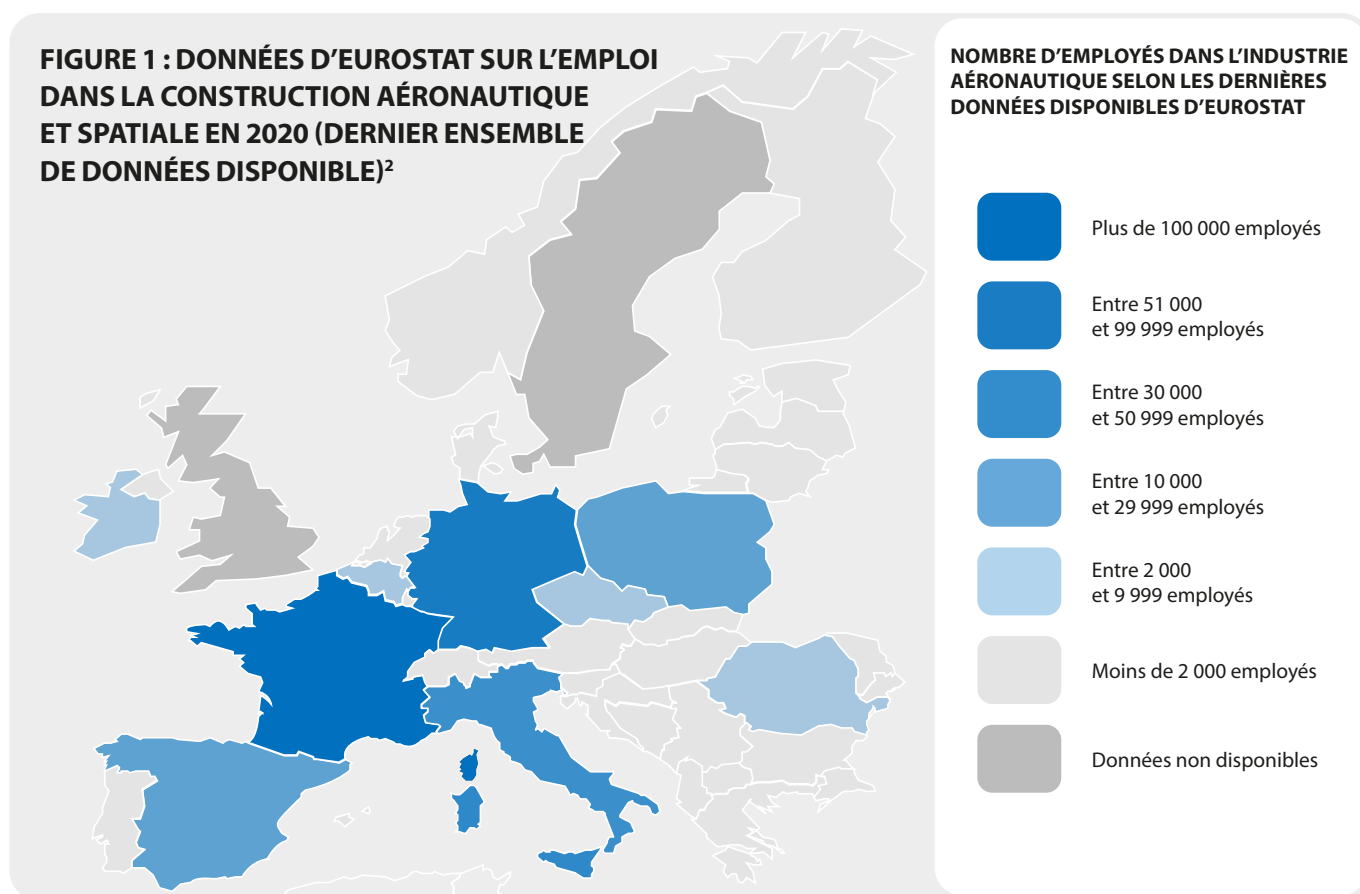 FIGURE 1 : DONNÉES D’EUROSTAT SUR L’EMPLOI
DANS LA CONSTRUCTION AÉRONAUTIQUE
ET SPATIALE EN 2020 (DERNIER ENSEMBLE
DE DONNÉES DISPONIBLE)²
NOMBRE D’EMPLOYÉS DANS L’INDUSTRIE
AÉRONAUTIQUE SELON LES DERNIÈRES
DONNÉES DISPONIBLES D’EUROSTAT
Plus de 100 000 employés
Entre 51 000
et 99 999 employés
Entre 30 000
et 50 999 employés
Entre 10 000
et 29 999 employés
Entre 2 000
et 9 999 employés
Moins de 2 000 employés
Données non disponibles